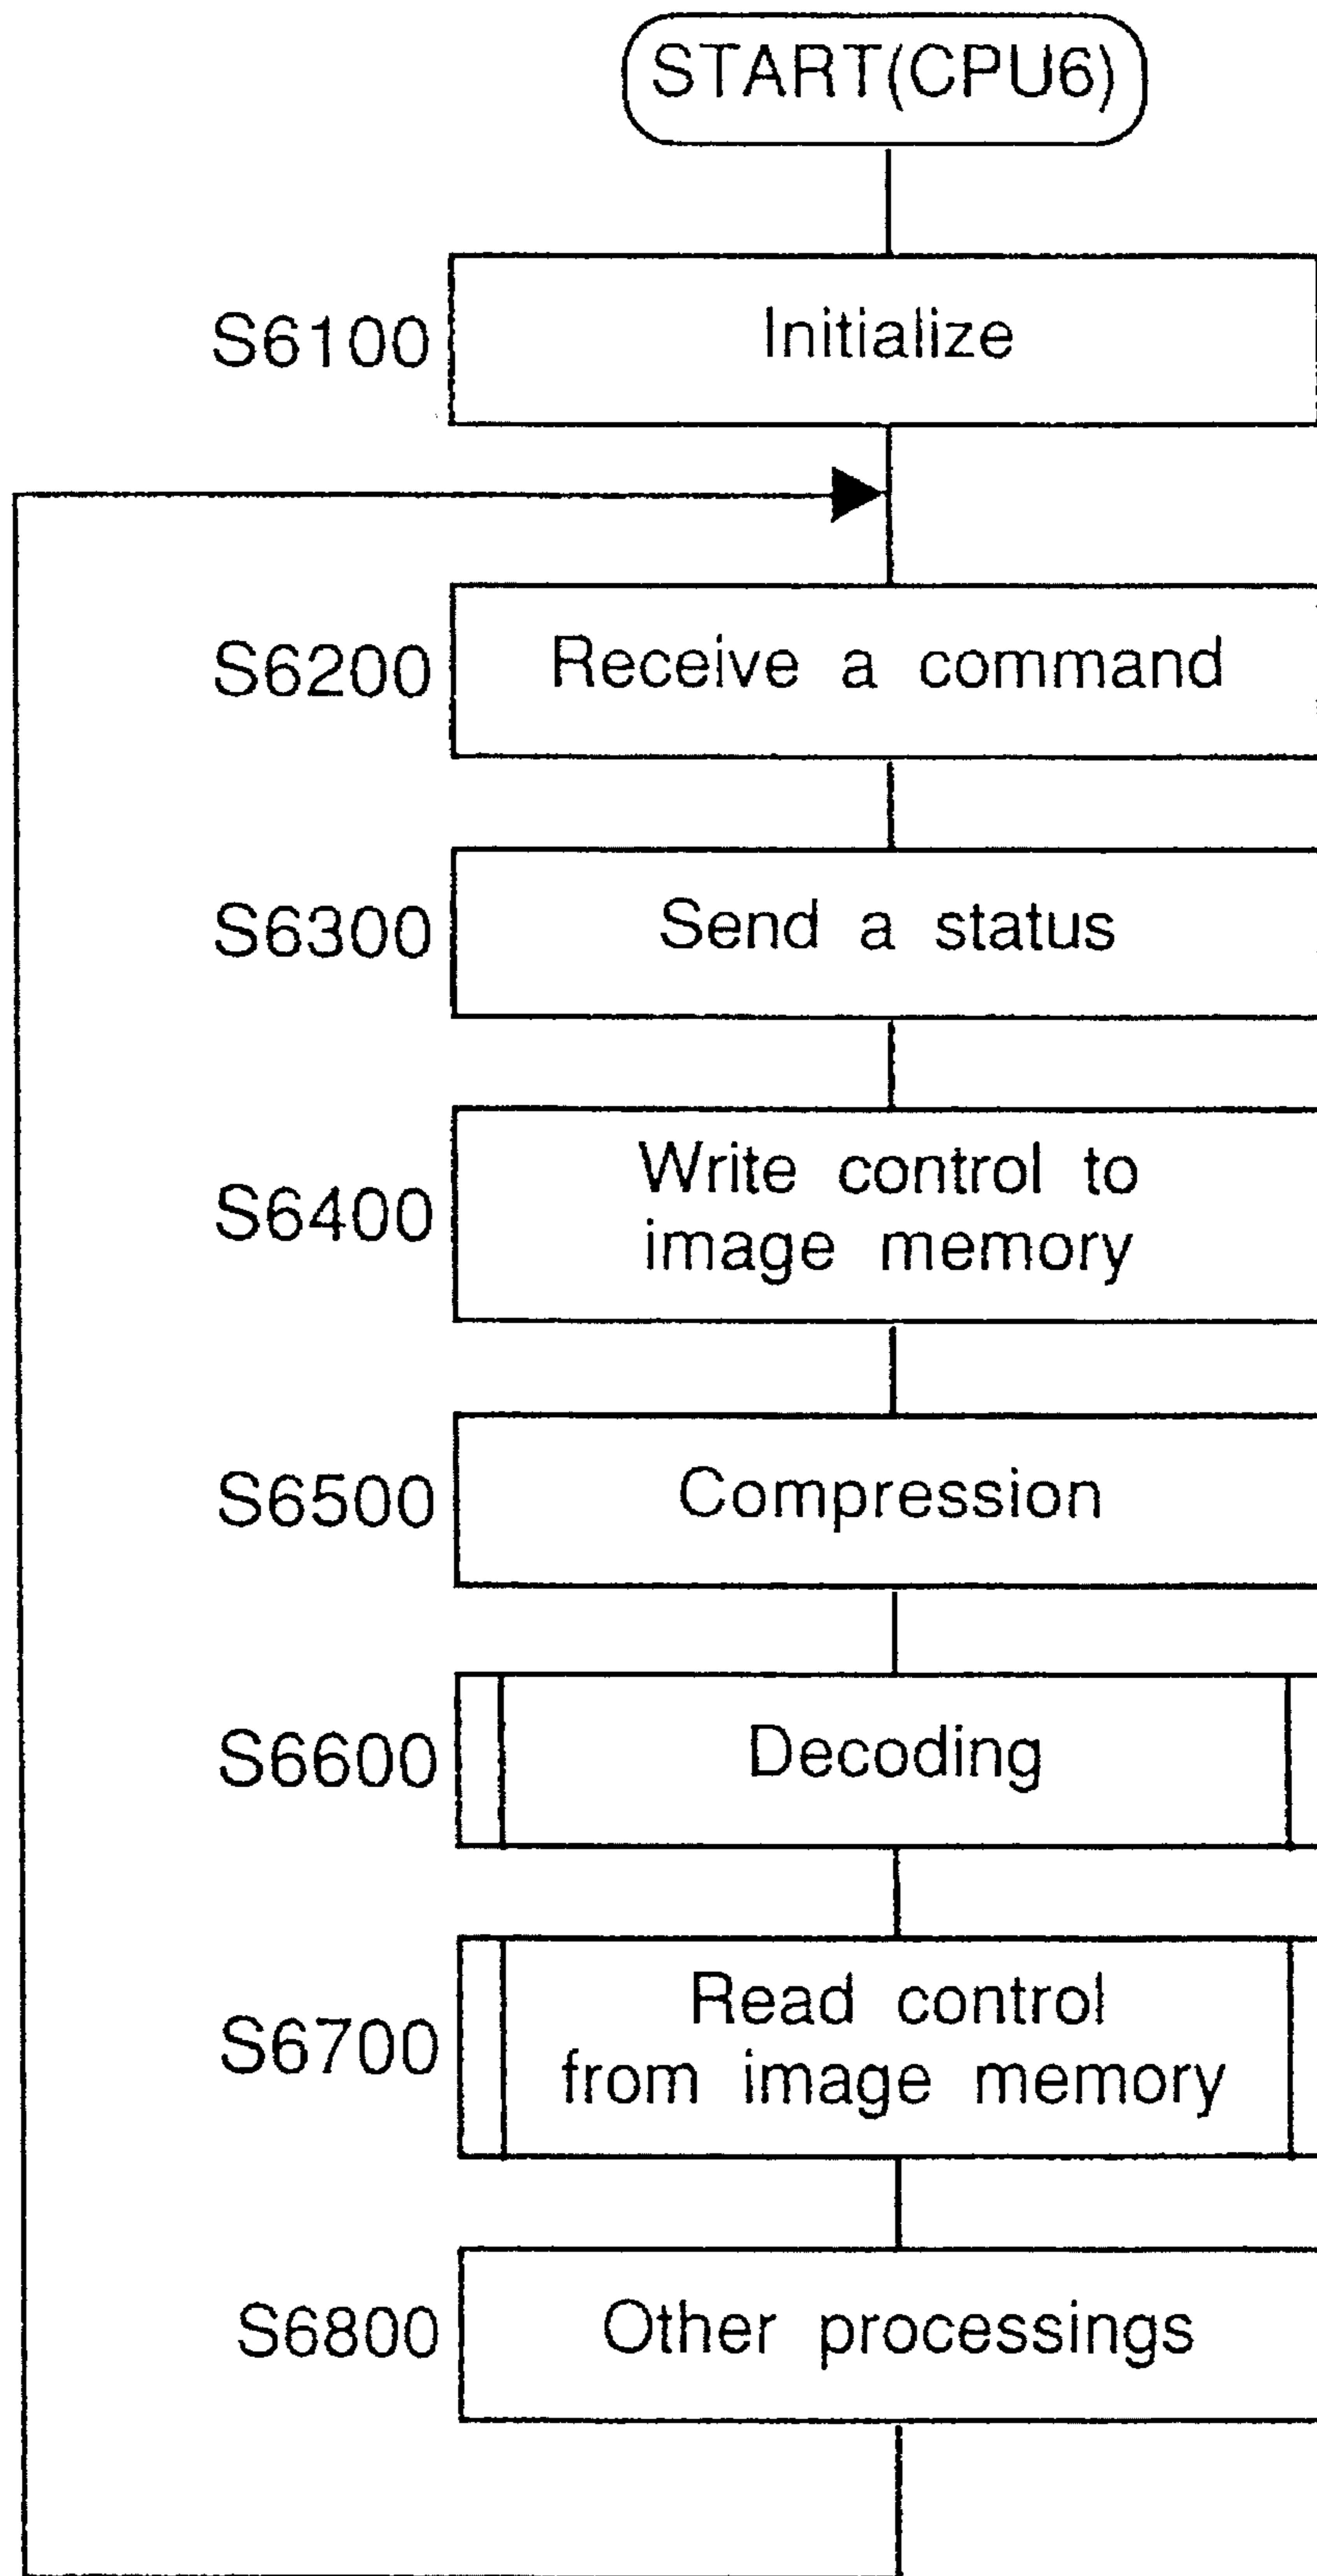 START(CPU6)
S6100 Initialize
S6200 Receive a command
S6300 Send a status
S6400 Write control to
image memory
S6500 Compression
S6600 Decoding
S6700 Read control
from image memory
S6800 Other processings